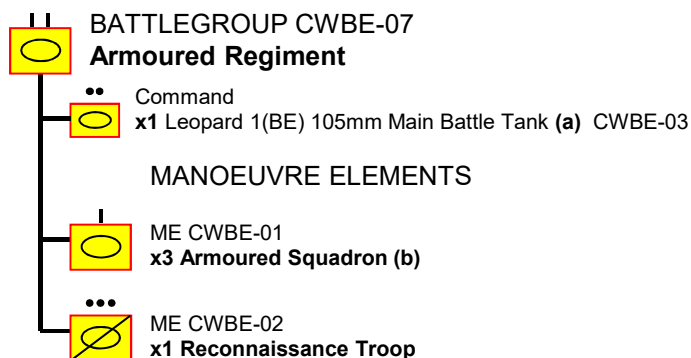 BATTLEGROUP CWBE-07
Armoured Regiment
Command
x1 Leopard 1(BE) 105mm Main Battle Tank (a) CWBE-03
MANOEUVRE ELEMENTS
ME CWBE-01
x3 Armoured Squadron (b)
ME CWBE-02
x1 Reconnaissance Troop